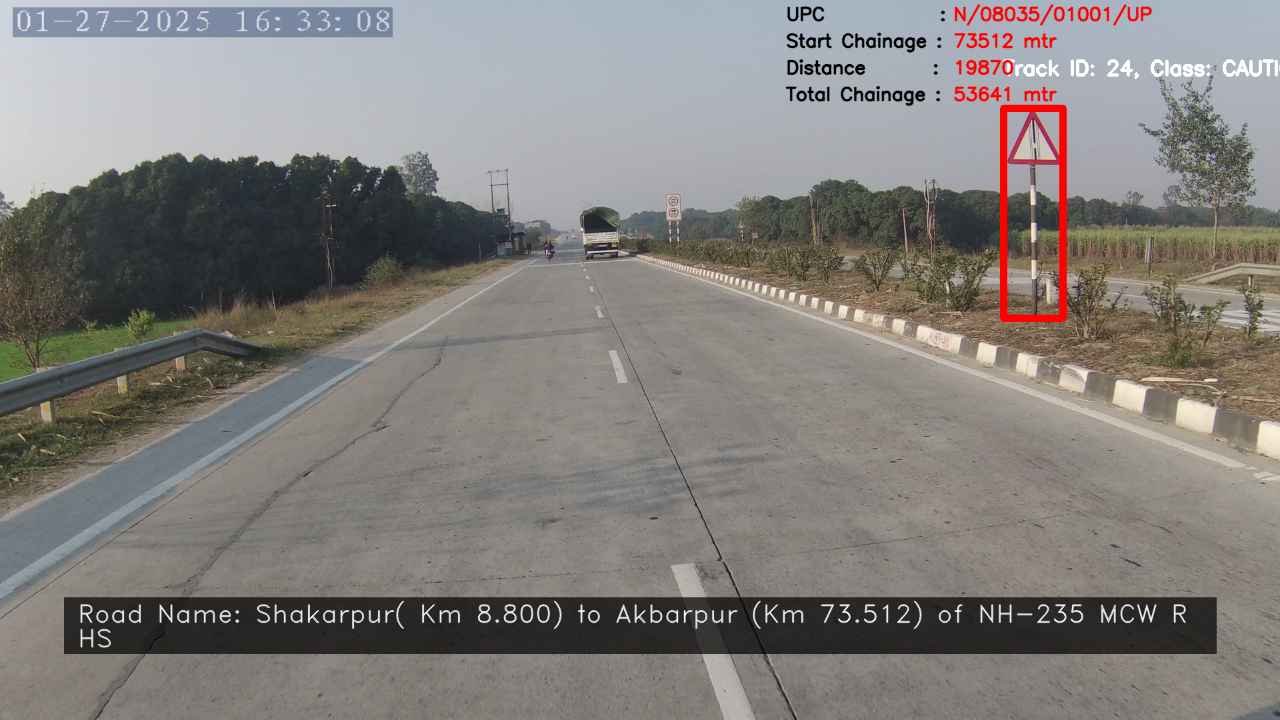 01-27-2025 16:33:08
UPC : N/08035/01001/UP
Start Chainage : 73512 mtr
Distance : 19870
Track ID: 24, Class: CAUTI
Total Chainage : 53641 mtr
Road Name: Shakarpur( Km 8.800) to Akbarpur (Km 73.512) of NH-235 MCW R
HS